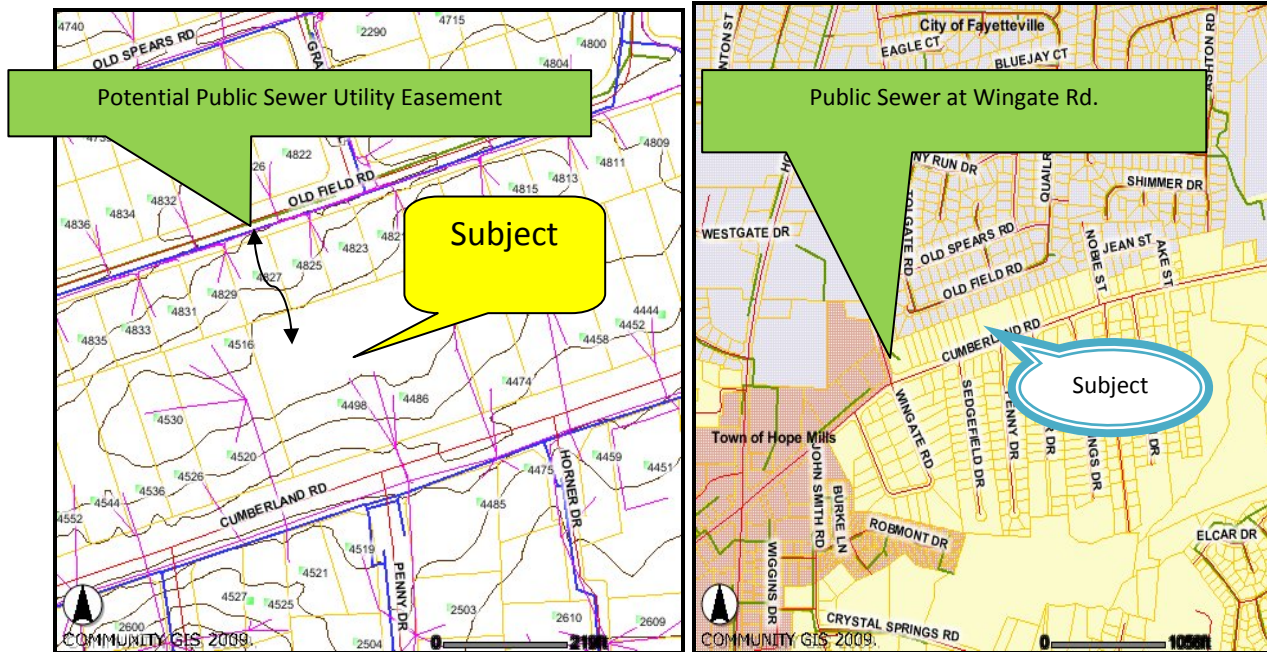 4740
4715
OLD SPEARS RD
2290
4800
4804
Potential Public Sewer Utility Easement
4822
4809
4811
4832
4813
4834
4815
4836
OLD FIELD RD
4823
4825
4827
4829
4831
4833
4835
Subject
4444
4452
4458
4516
4474
4486
4498
4530
4520
4526
4536
4544
4552
CUMBERLAND RD
4459
4451
4475
HORNER DR
4485
4519
4521
PENNY DR
4527
4525
2503
2610
2609
2600
2504
COMMUNITY GIS 2009
0 219ft
City of Fayetteville
EAGLE CT
BLUEJAY CT
ASHTON RD
Public Sewer at Wingate Rd.
SHIMMER DR
WESTGATE DR
OLD SPEARS RD
OLD FIELD RD
NOBIE ST
JEAN ST
CUMBERLAND RD
Subject
WINGATE RD
SEDGEFIELD DR
PENNY DR
Town of Hope Mills
JOHN SMITH RD
BURKE LN
ROBMONT DR
WIGGINS DR
ELCAR DR
CRYSTAL SPRINGS RD
COMMUNITY GIS 2009
0 1056ft